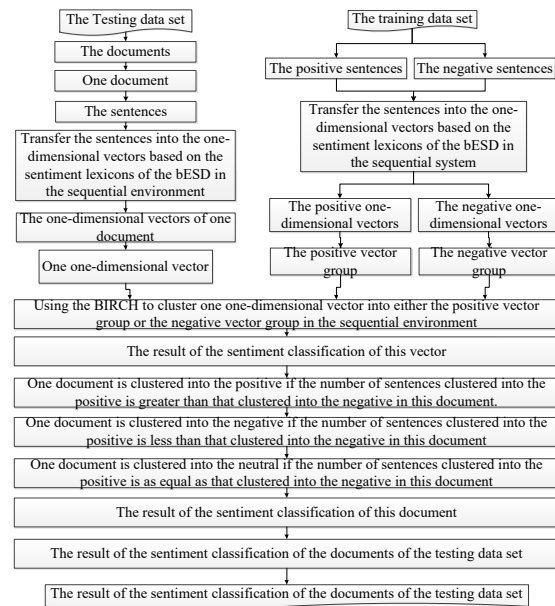 The Testing data set
The documents
One document
The sentences
Transfer the sentences into the one-
dimensional vectors based on the
sentiment lexicons of the bESD in
the sequential environment
The one-dimensional vectors of one
document
One one-dimensional vector
The training data set
The positive sentences
The negative sentences
Transfer the sentences into the one-
dimensional vectors based on the
sentiment lexicons of the bESD in
the sequential system
The positive one-
dimensional vectors
The negative one-
dimensional vectors
The positive vector
group
The negative vector
group
Using the BIRCH to cluster one one-dimensional vector into either the positive vector
group or the negative vector group in the sequential environment
The result of the sentiment classification of this vector
One document is clustered into the positive if the number of sentences clustered into the
positive is greater than that clustered into the negative in this document.
One document is clustered into the negative if the number of sentences clustered into the
positive is less than that clustered into the negative in this document
One document is clustered into the neutral if the number of sentences clustered into the
positive is as equal as that clustered into the negative in this document
The result of the sentiment classification of this document
The result of the sentiment classification of the documents of the testing data set
The result of the sentiment classification of the documents of the testing data set